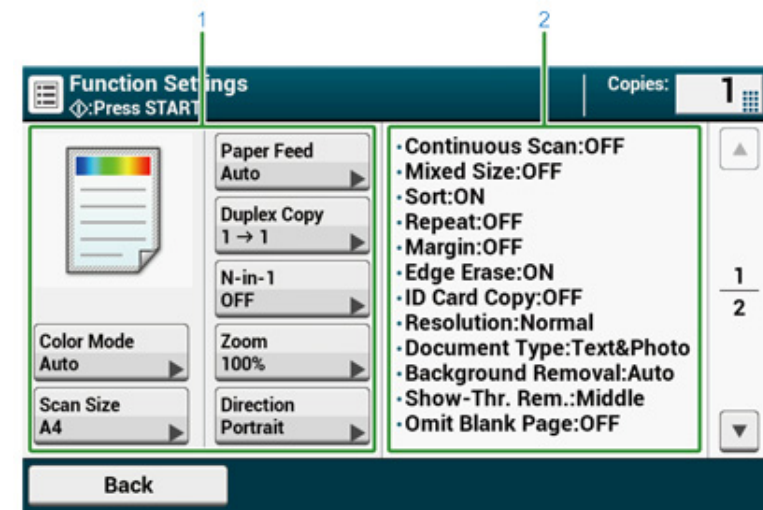 1
2
Function Settings
:Press START
Copies:
1
Paper Feed
Auto
Duplex Copy
1 → 1
N-in-1
OFF
Color Mode
Auto
Zoom
100%
Scan Size
A4
Direction
Portrait
·Continuous Scan:OFF
·Mixed Size:OFF
·Sort:ON
·Repeat:OFF
·Margin:OFF
·Edge Erase:ON
·ID Card Copy:OFF
·Resolution:Normal
·Document Type:Text&Photo
·Background Removal:Auto
·Show-Thr. Rem.:Middle
·Omit Blank Page:OFF
1
2
Back